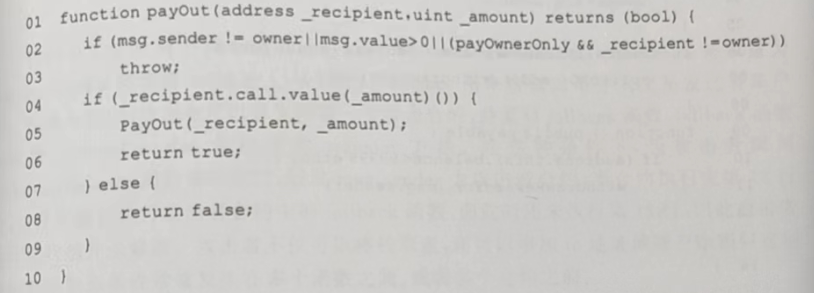 01 function payOut(address _recipient,uint _amount) returns (bool) {
02 if (msg.sender != owner||msg.value>0||(payOwnerOnly && _recipient !=owner))
03 throw;
04 if (_recipient.call.value(_amount)()) {
05 PayOut(_recipient, _amount);
06 return true;
07 } else {
08 return false;
09 }
10 }